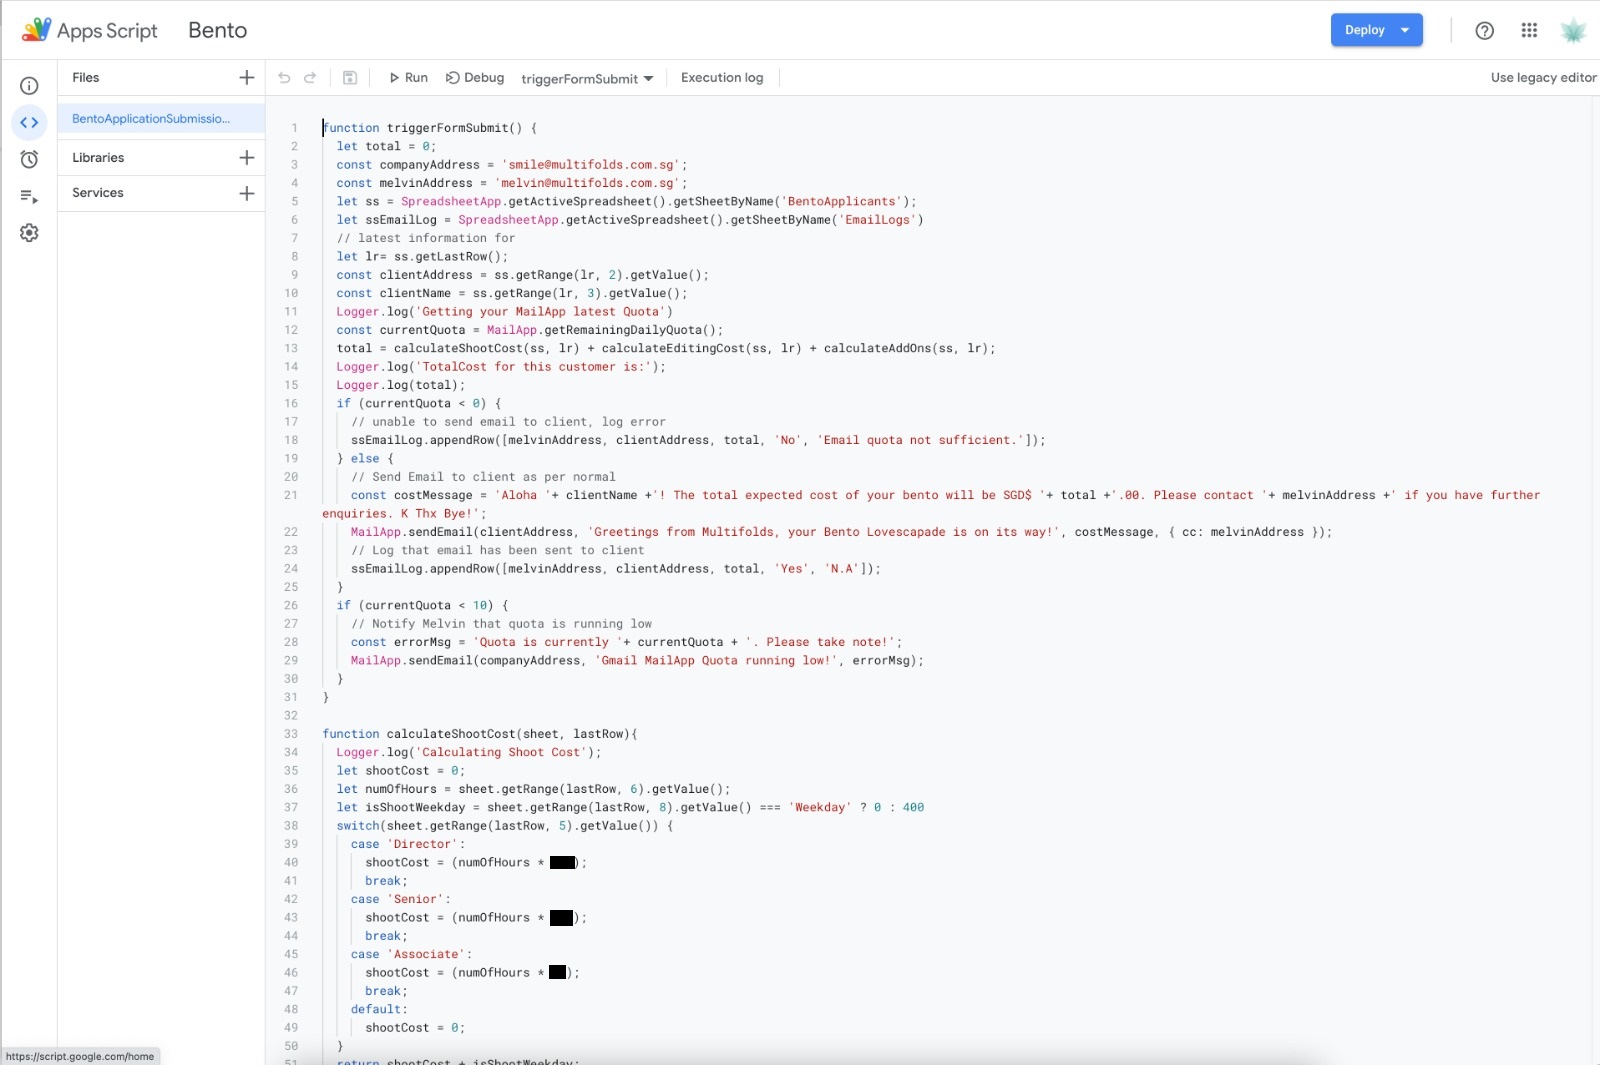 Apps Script Bento
Deploy
Files
Run Debug triggerFormSubmit Execution log Use legacy editor
BentoApplicationSubmissio...
Libraries
Services
1 function triggerFormSubmit() {
2 let total = 0;
3 const companyAddress = 'smile@multifolds.com.sg';
4 const melvinAddress = 'melvin@multifolds.com.sg';
5 let ss = SpreadsheetApp.getActiveSpreadsheet().getSheetByName('BentoApplicants');
6 let ssEmailLog = SpreadsheetApp.getActiveSpreadsheet().getSheetByName('EmailLogs')
7 // latest information for
8 let lr= ss.getLastRow();
9 const clientAddress = ss.getRange(lr, 2).getValue();
10 const clientName = ss.getRange(lr, 3).getValue();
11 Logger.log('Getting your MailApp latest Quota')
12 const currentQuota = MailApp.getRemainingDailyQuota();
13 total = calculateShootCost(ss, lr) + calculateEditingCost(ss, lr) + calculateAddOns(ss, lr);
14 Logger.log('TotalCost for this customer is:');
15 Logger.log(total);
16 if (currentQuota < 0) {
17 // unable to send email to client, log error
18 ssEmailLog.appendRow([melvinAddress, clientAddress, total, 'No', 'Email quota not sufficient.']);
19 } else {
20 // Send Email to client as per normal
21 const costMessage = 'Aloha '+ clientName +'! The total expected cost of your bento will be SGD$ '+ total +'.00. Please contact '+ melvinAddress +' if you have further
enquiries. K Thx Bye!';
22 MailApp.sendEmail(clientAddress, 'Greetings from Multifolds, your Bento Lovescapade is on its way!', costMessage, { cc: melvinAddress });
23 // Log that email has been sent to client
24 ssEmailLog.appendRow([melvinAddress, clientAddress, total, 'Yes', 'N.A']);
25 }
26 if (currentQuota < 10) {
27 // Notify Melvin that quota is running low
28 const errorMsg = 'Quota is currently '+ currentQuota + '. Please take note!';
29 MailApp.sendEmail(companyAddress, 'Gmail MailApp Quota running low!', errorMsg);
30 }
31 }
32
33 function calculateShootCost(sheet, lastRow){
34 Logger.log('Calculating Shoot Cost');
35 let shootCost = 0;
36 let numOfHours = sheet.getRange(lastRow, 6).getValue();
37 let isShootWeekday = sheet.getRange(lastRow, 8).getValue() === 'Weekday' ? 0 : 400
38 switch(sheet.getRange(lastRow, 5).getValue()) {
39 case 'Director':
40 shootCost = (numOfHours * );
41 break;
42 case 'Senior':
43 shootCost = (numOfHours * );
44 break;
45 case 'Associate':
46 shootCost = (numOfHours * );
47 break;
48 default:
49 shootCost = 0;
50 }
51 return shootCost + isShootWeekday;
https://script.google.com/home